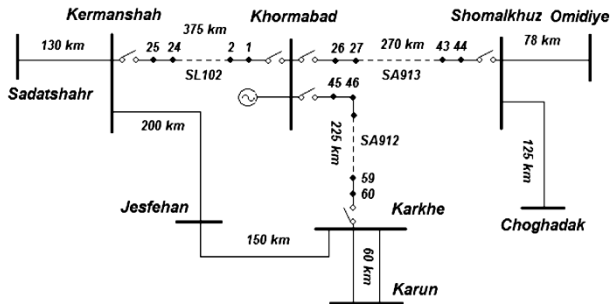 Kermanshah
Khormabad
Shomalkhuz
Omidiye
130 km
25 24
375 km
2 1
26 27
270 km
43 44
78 km
SL102
SA913
Sadatshahr
45 46
200 km
225 km
SA912
125 km
59
60
Jesfehan
Karkhe
Choghadak
150 km
60 km
Karun